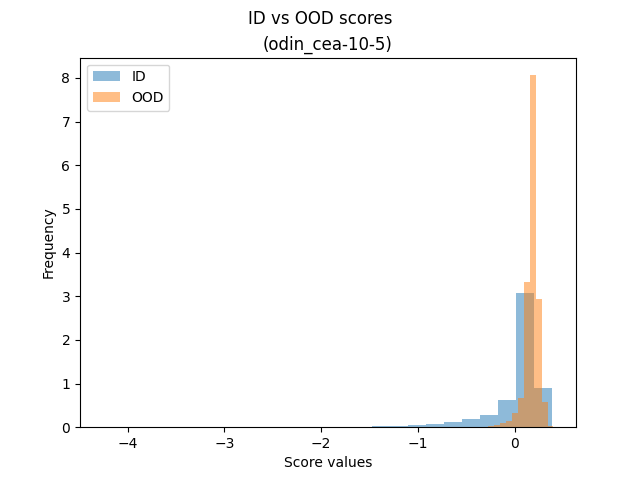 ID vs OOD scores
(odin_cea-10-5)
ID
OOD
8
7
6
5
4
3
2
1
0
Frequency
−4
−3
−2
−1
0
Score values